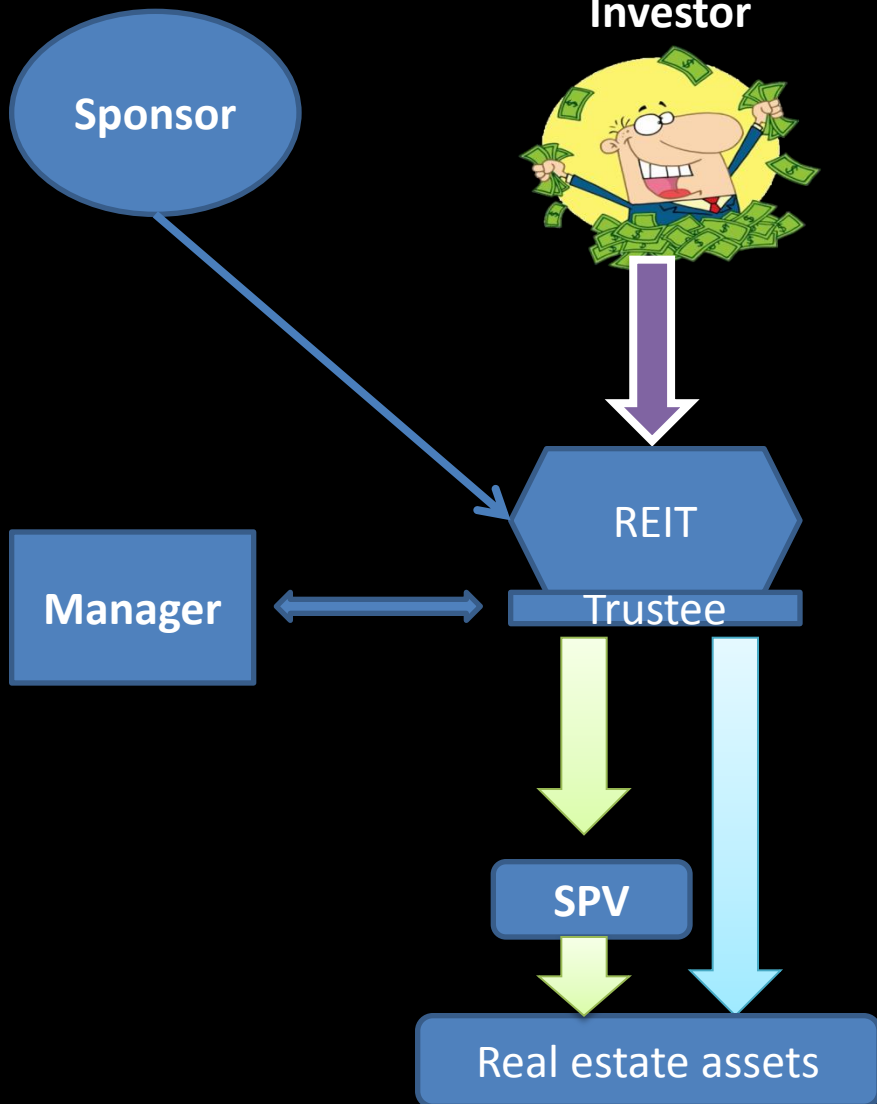 Investor
Sponsor
REIT
Manager
Trustee
SPV
Real estate assets